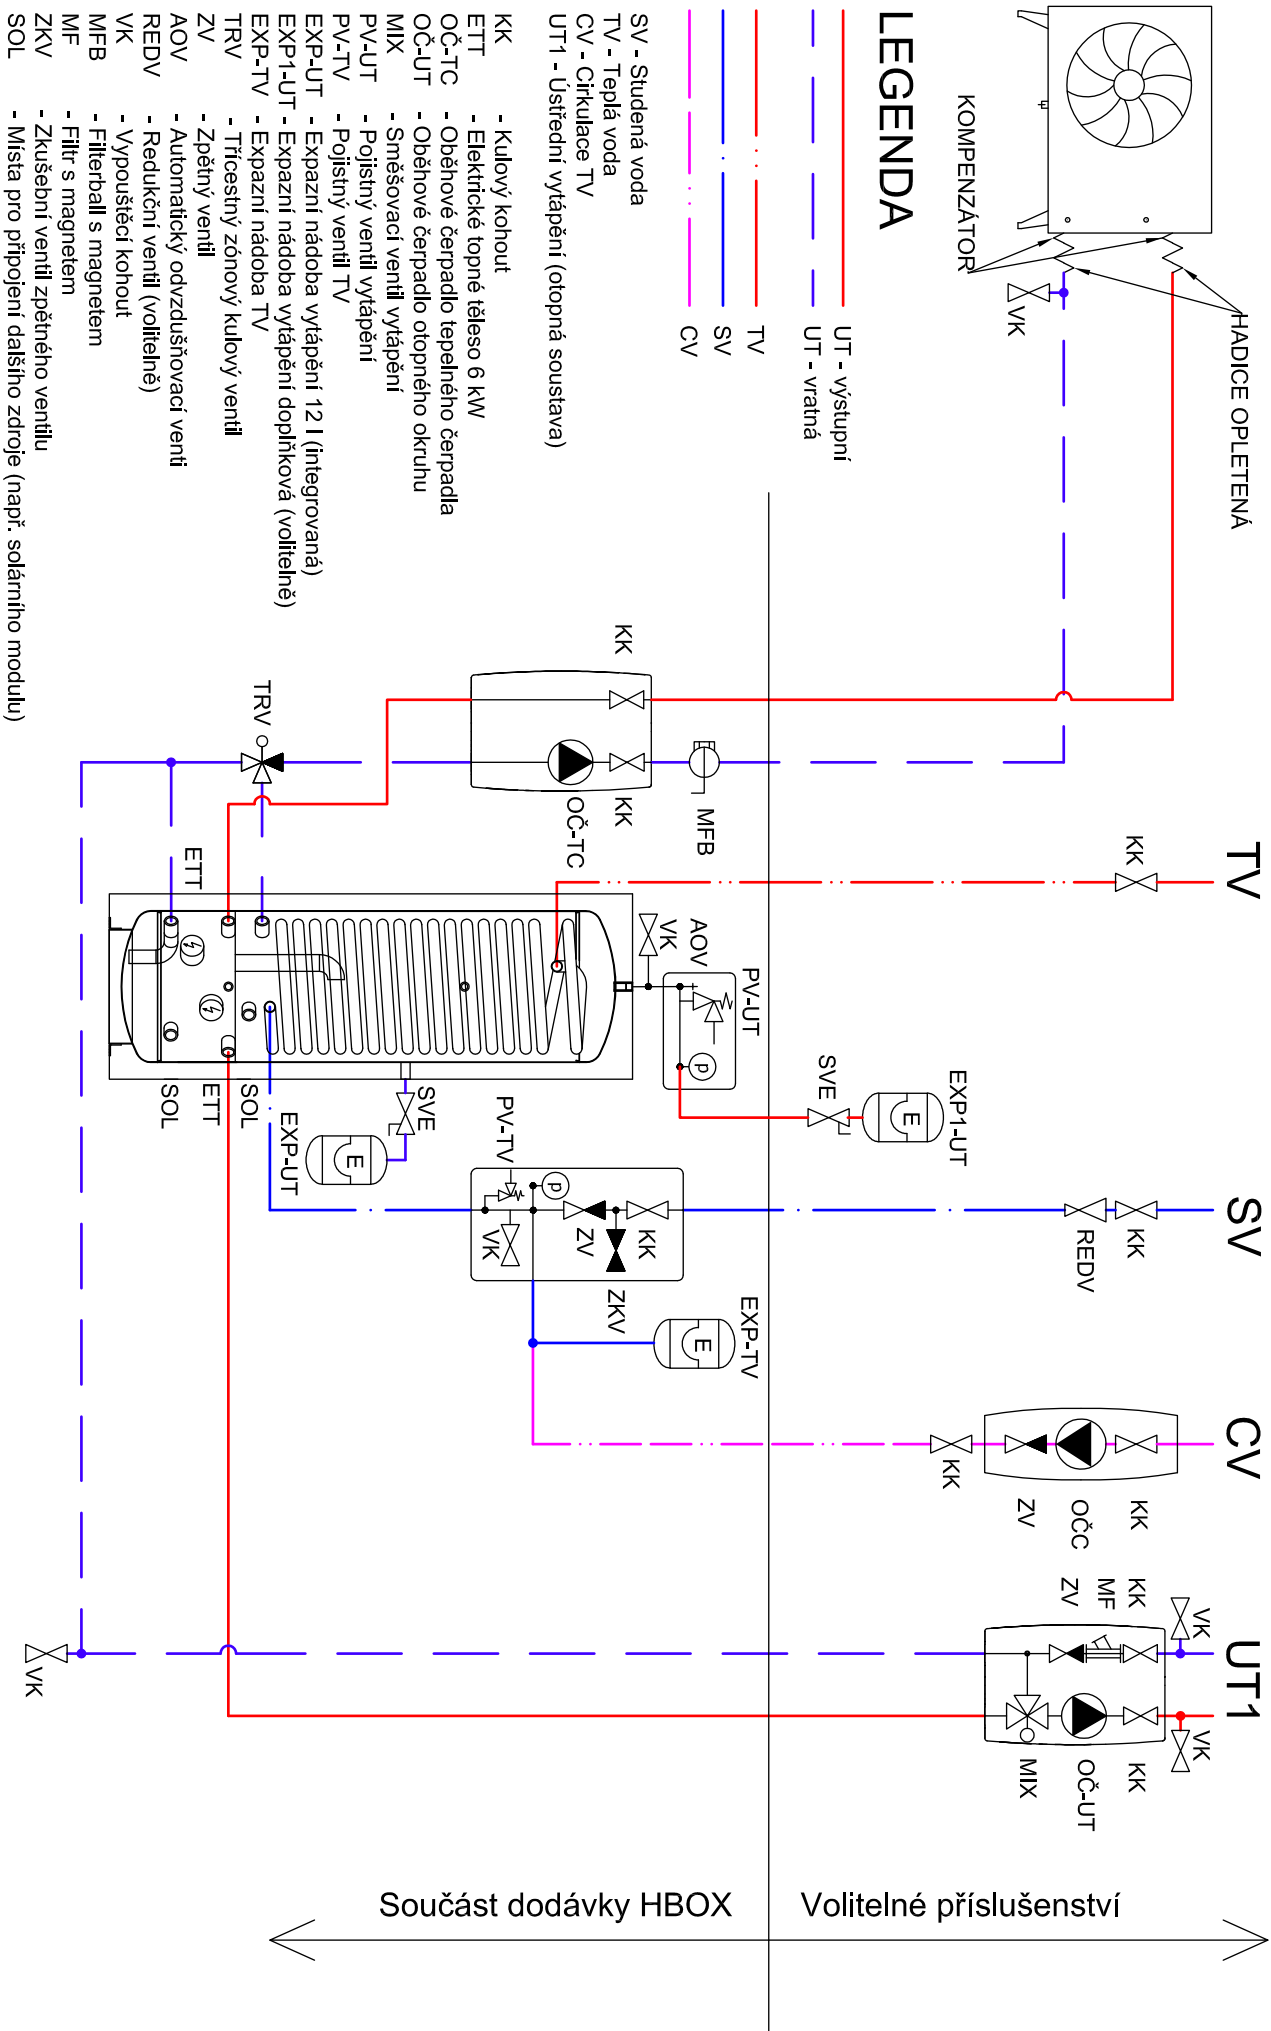 KOMPENZÁTOR
HADICE OPLETENÁ
VK
LEGENDA
UT - výstupní
UT - vratná
TV
SV
CV
SV - Studená voda
TV - Teplá voda
CV - Cirkulace TV
UT1 - Ústřední vytápění (otopná soustava)
KK - Kulový kohout
ETT - Elektrické topné těleso 6 kW
OČ-TC - Oběhové čerpadlo tepelného čerpadla
OČ-UT - Oběhové čerpadlo otopného okruhu
MIX - Směšovací ventil vytápění
PV-UT - Pojistný ventil vytápění
PV-TV - Pojistný ventil TV
EXP-UT - Expazní nádoba vytápění 12 l (integrovaná)
EXP1-UT - Expazní nádoba vytápění doplňková (volitelně)
EXP-TV - Expazní nádoba TV
TRV - Třícestný zónový kulový ventil
ZV - Zpětný ventil
AOV - Automatický odvzdušňovací venti
REDV - Redukční ventil (volitelně)
VK - Vypouštěcí kohout
MFB - Filterball s magnetem
MF - Filtr s magnetem
ZKV - Zkušební ventil zpětného ventilu
SOL - Místa pro připojení dalšího zdroje (např. solárního modulu)
TV
SV
CV
UT1
KK
KK
REDV
KK
OČC
ZV
KK
KK
MF
ZV
VK
VK
KK
OČ-UT
MIX
KK
KK
OČ-TC
MFB
TRV
ETT
VK
AOV
PV-UT
p
SVE
EXP1-UT
E
SOL
ETT
SOL
SVE
EXP-UT
E
PV-TV
p
VK
ZV
KK
ZKV
EXP-TV
E
VK
Součást dodávky HBOX
Volitelné příslušenství